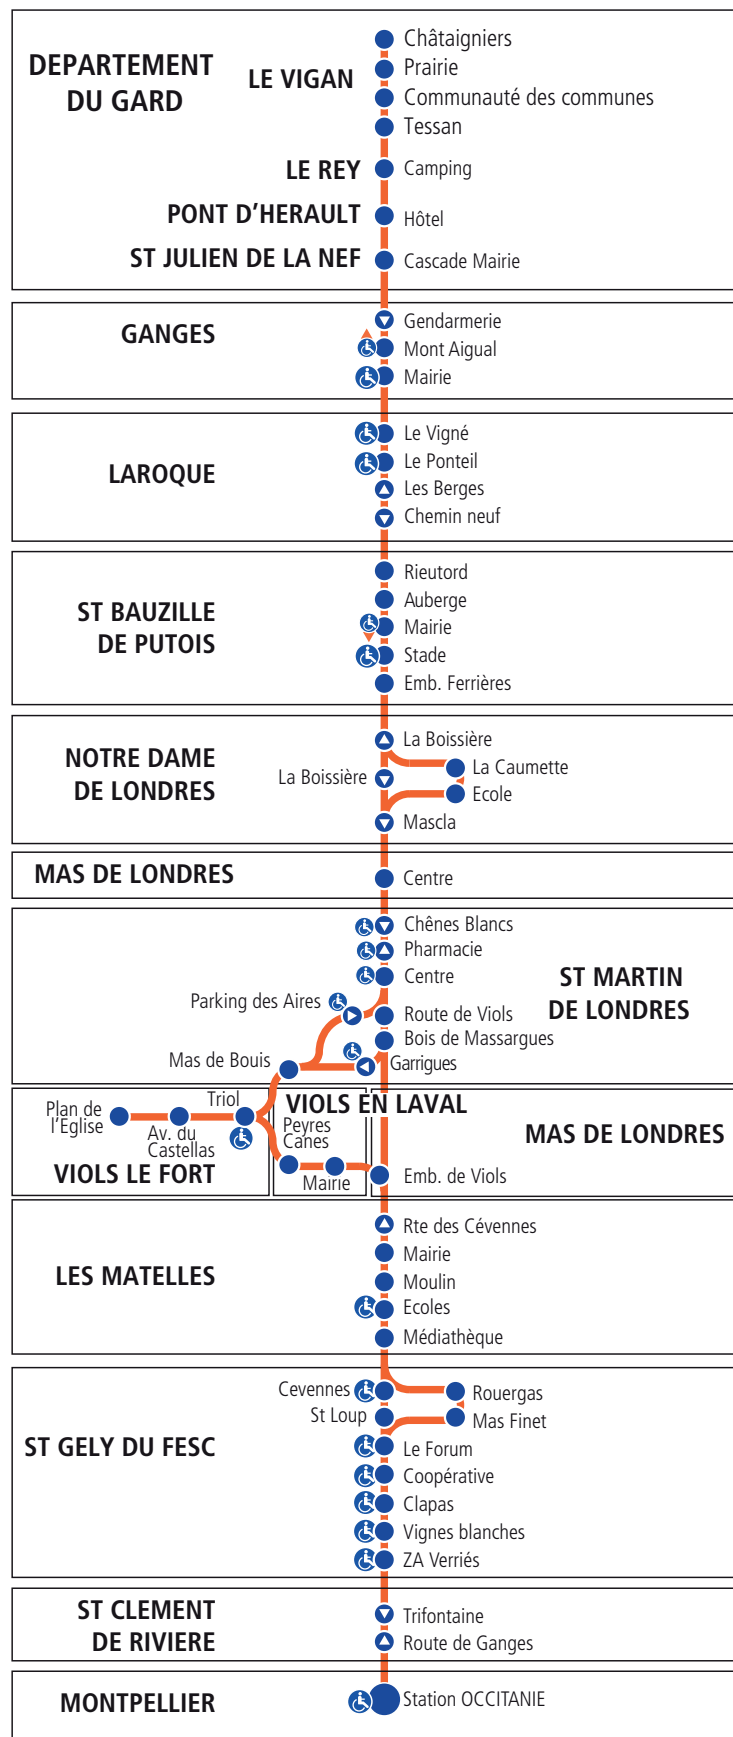 DEPARTEMENT
DU GARD
LE VIGAN
Châtaigniers
Prairie
Communauté des communes
Tessan
LE REY
Camping
PONT D'HERAULT
Hôtel
ST JULIEN DE LA NEF
Cascade Mairie
GANGES
Gendarmerie
Mont Aigual
Mairie
LAROQUE
Le Vigné
Le Ponteil
Les Berges
Chemin neuf
ST BAUZILLE
DE PUTOIS
Rieutord
Auberge
Mairie
Stade
Emb. Ferrières
NOTRE DAME
DE LONDRES
La Boissière
La Caumette
La Boissière
Ecole
Mascla
MAS DE LONDRES
Centre
Chênes Blancs
Pharmacie
Centre
ST MARTIN
DE LONDRES
Parking des Aires
Route de Viols
Bois de Massargues
Mas de Bouis
Garrigues
Triol
Plan de
l'Eglise
Av. du
Castellas
VIOLS LE FORT
VIOLS EN LAVAL
Peyres
Canes
Mairie
MAS DE LONDRES
Emb. de Viols
LES MATELLES
Rte des Cévennes
Mairie
Moulin
Ecoles
Médiathèque
ST GELY DU FESC
Cevennes
Rouergas
St Loup
Mas Finet
Le Forum
Coopérative
Clapas
Vignes blanches
ZA Verriés
ST CLEMENT
DE RIVIERE
Trifontaine
Route de Ganges
MONTPELLIER
Station OCCITANIE